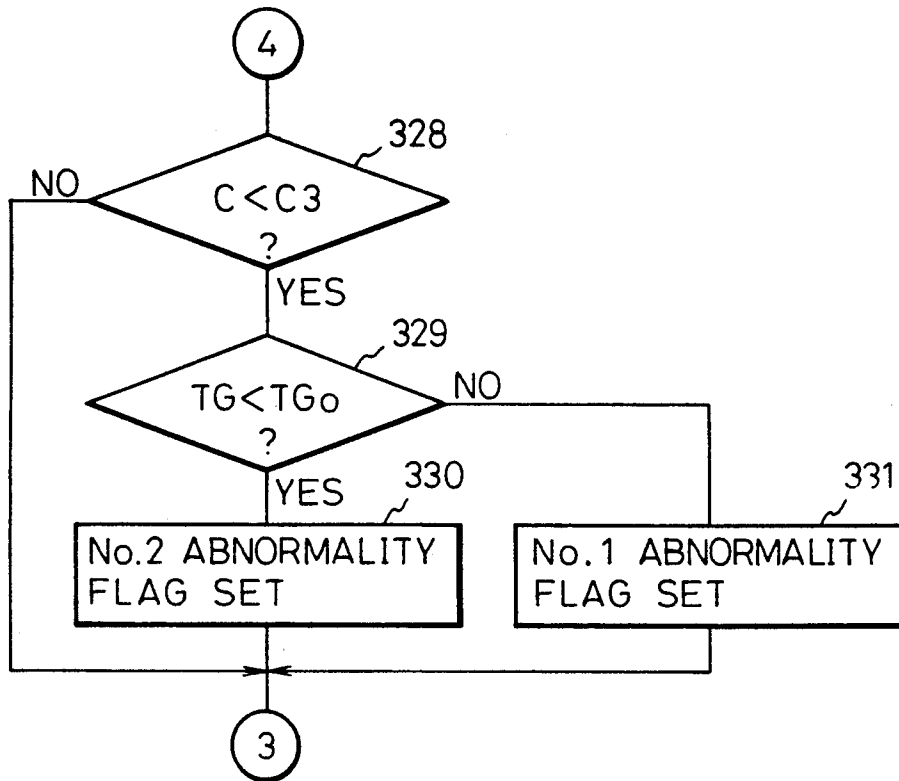 4
328
C<C3
?
NO
YES
329
TG<TGo
?
NO
YES
330
No.2 ABNORMALITY
FLAG SET
331
No.1 ABNORMALITY
FLAG SET
3